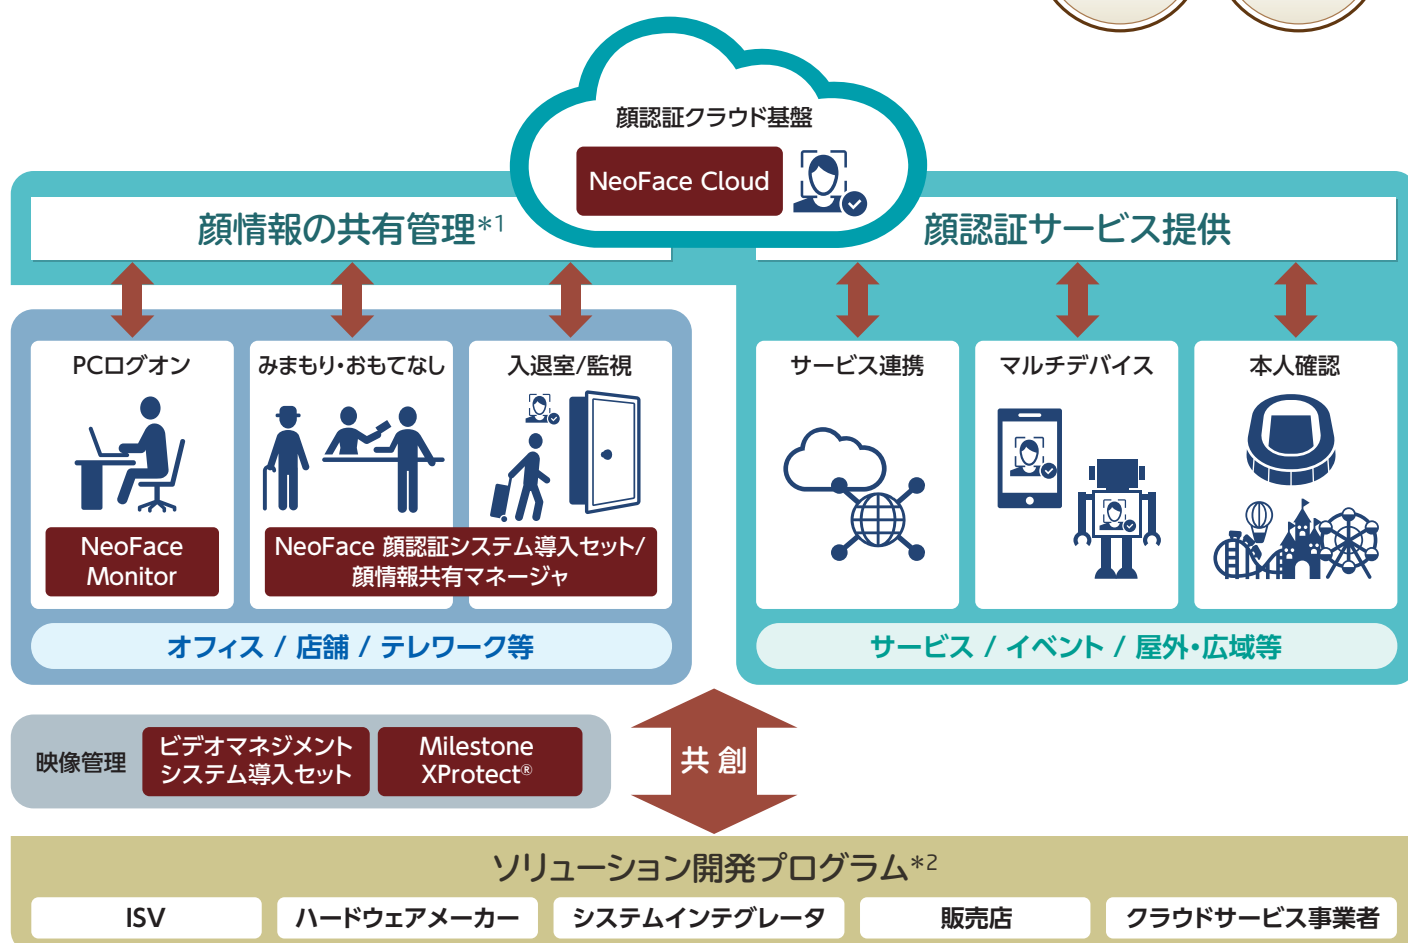 顔認証クラウド基盤
NeoFace Cloud
顔情報の共有管理*1
顔認証サービス提供
PCログオン
みまもり・おもてなし
入退室/監視
サービス連携
マルチデバイス
本人確認
NeoFace
Monitor
NeoFace 顔認証システム導入セット/
顔情報共有マネージャ
オフィス / 店舗 / テレワーク等
サービス / イベント / 屋外・広域等
映像管理
ビデオマネジメント
システム導入セット
Milestone
XProtect®
共創
ソリューション開発プログラム*2
ISV
ハードウェアメーカー
システムインテグレータ
販売店
クラウドサービス事業者